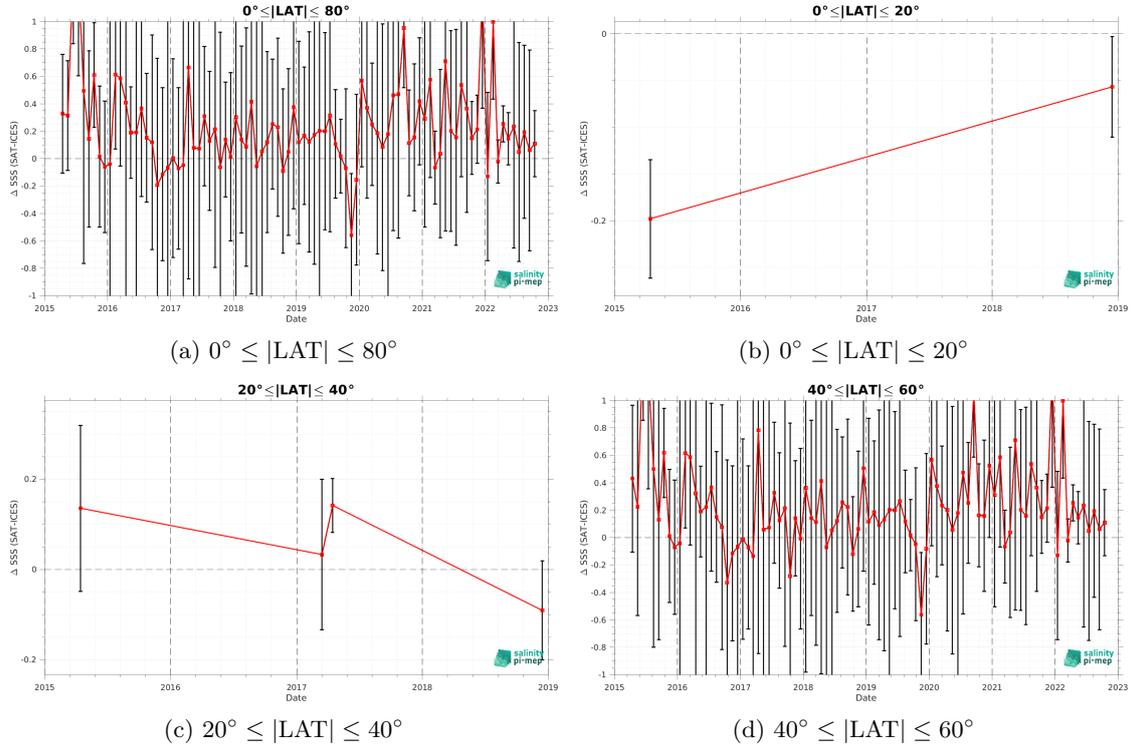 0°≤|LAT|≤ 80°
1
0.8
0.6
0.4
0.2
0
-0.2
-0.4
-0.6
-0.8
-1
Δ SSS (SAT-ICES)
2015 2016 2017 2018 2019 2020 2021 2022 2023
Date
salinity
pi-mep
(a) 0° ≤ |LAT| ≤ 80°
0°≤|LAT|≤ 20°
0
-0.2
Δ SSS (SAT-ICES)
2015 2016 2017 2018 2019
Date
salinity
pi-mep
(b) 0° ≤ |LAT| ≤ 20°
20°≤|LAT|≤ 40°
0.2
0
-0.2
Δ SSS (SAT-ICES)
2015 2016 2017 2018 2019
Date
salinity
pi-mep
(c) 20° ≤ |LAT| ≤ 40°
40°≤|LAT|≤ 60°
1
0.8
0.6
0.4
0.2
0
-0.2
-0.4
-0.6
-0.8
-1
Δ SSS (SAT-ICES)
2015 2016 2017 2018 2019 2020 2021 2022 2023
Date
salinity
pi-mep
(d) 40° ≤ |LAT| ≤ 60°